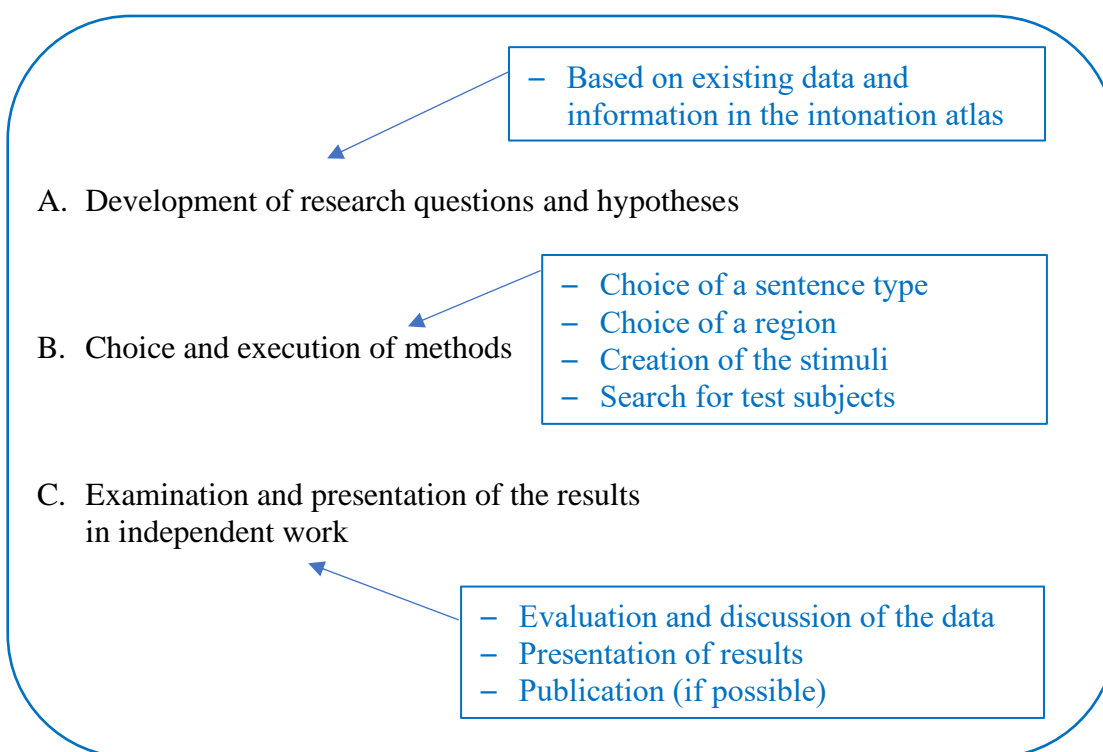 – Based on existing data and
information in the intonation atlas
A. Development of research questions and hypotheses
– Choice of a sentence type
– Choice of a region
– Creation of the stimuli
– Search for test subjects
B. Choice and execution of methods
C. Examination and presentation of the results
in independent work
– Evaluation and discussion of the data
– Presentation of results
– Publication (if possible)